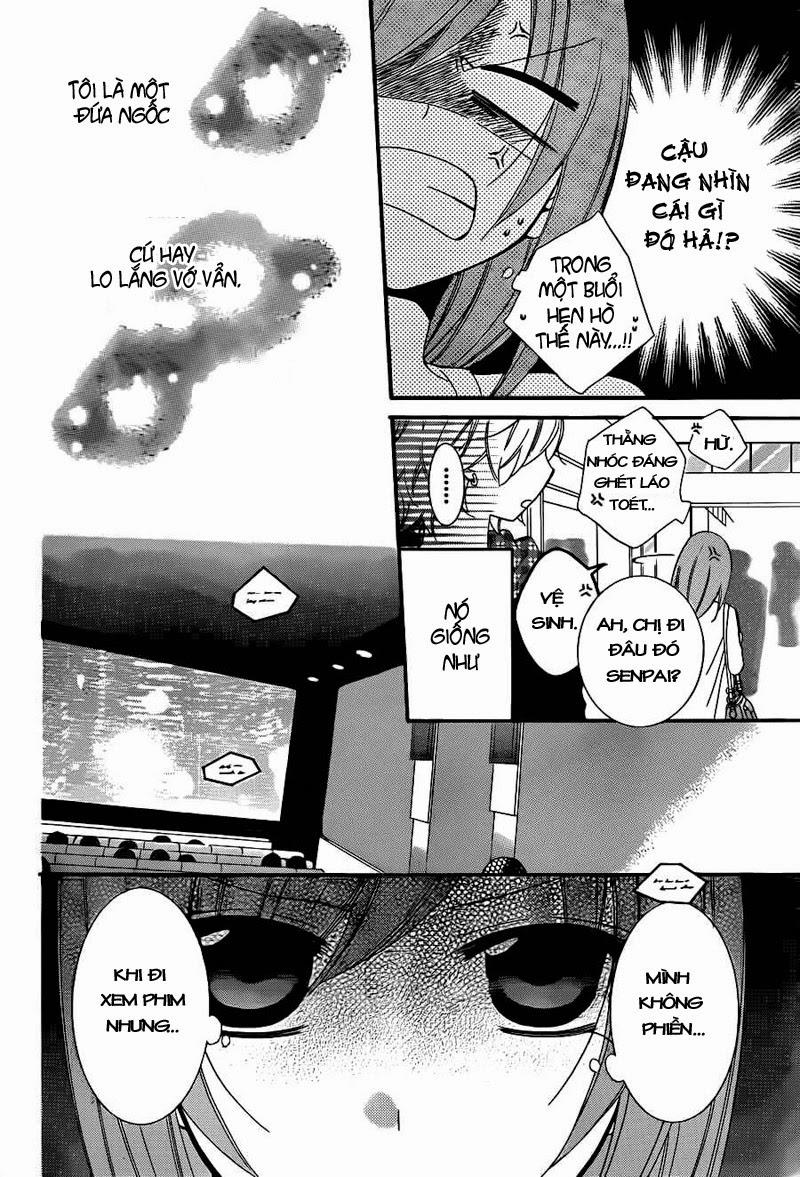 CẬU
ĐANG NHÌN
CÁI GÌ
ĐÓ HẢ!?
TRONG
MỘT BUỔI
HẸN HÒ
THẾ NÀY...!!
TÔI LÀ MỘT
ĐỨA NGỐC
CỨ HAY
LO LẮNG VỚ VẨN.
HỪ.
THẰNG
NHÓC ĐÁNG
GHÉT LÁO
TOÉT...
AH, CHỊ ĐI
ĐÂU ĐÓ
SENPAI?
VỆ
SINH.
NÓ
GIỐNG
NHƯ
MÌNH
KHÔNG
PHIỀN...
KHI ĐI
XEM PHIM
NHƯNG..